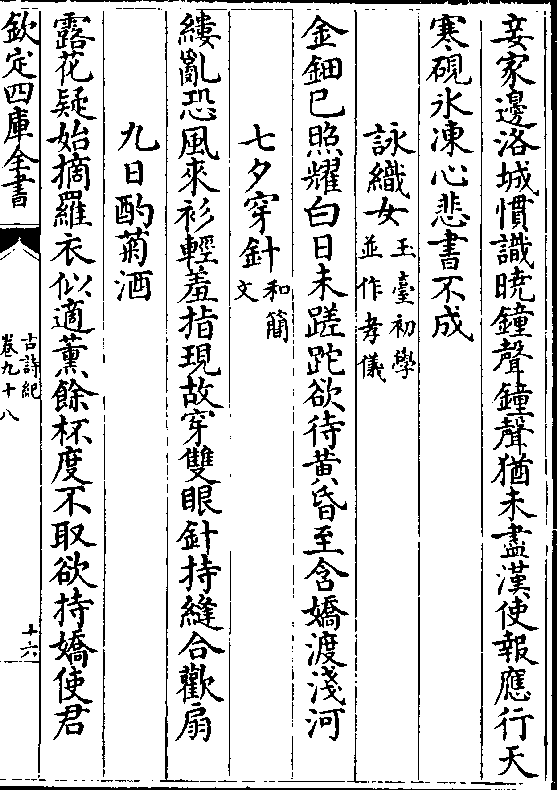 妾家邊洛城慣識曉鐘聲鐘聲猶未盡漢使報應行天
寒硯氷凍心悲書不成
詠織女玉臺初學
並作孝儀
金鈿已照耀白日未蹉跎欲待黃昏至含嬌渡淺河
七夕穿針和簡
文
縷亂恐風來衫輕羞指現故穿雙眼針持縫合歡扇
九日酌菊酒
露花疑始摘羅衣似適薰餘杯度不取欲持嬌使君
欽定四庫全書
古詩紀
卷九十八
十六